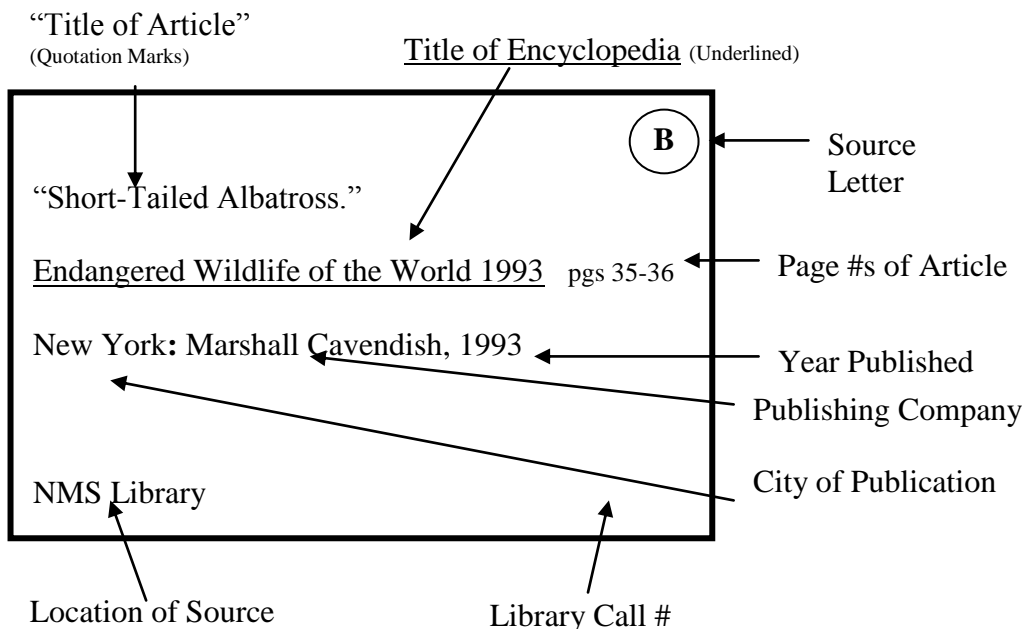 “Title of Article”
(Quotation Marks)
Title of Encyclopedia (Underlined)
B
Source
Letter
“Short-Tailed Albatross.”
Endangered Wildlife of the World 1993 pgs 35-36
Page #s of Article
New York: Marshall Cavendish, 1993
Year Published
Publishing Company
City of Publication
NMS Library
Location of Source
Library Call #